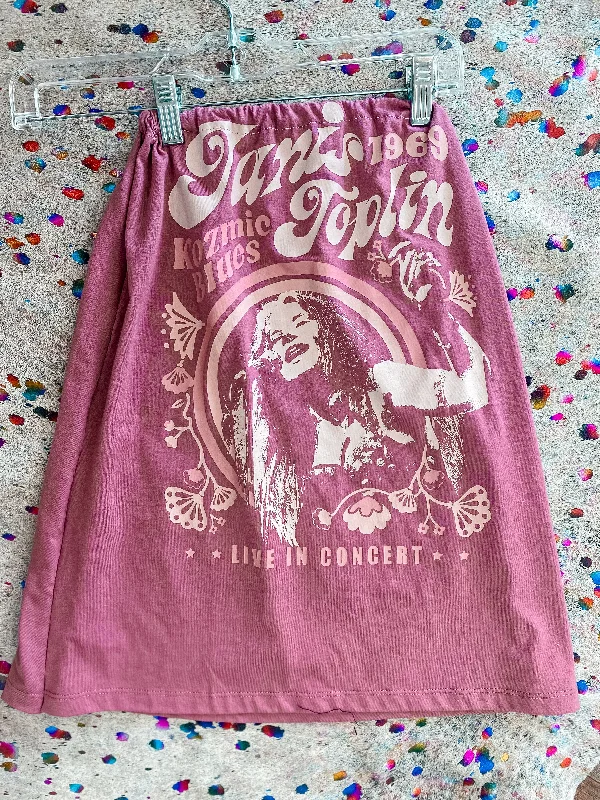 Janis 1969
Joplin
Kozmic
Blues
LIVE IN CONCERT